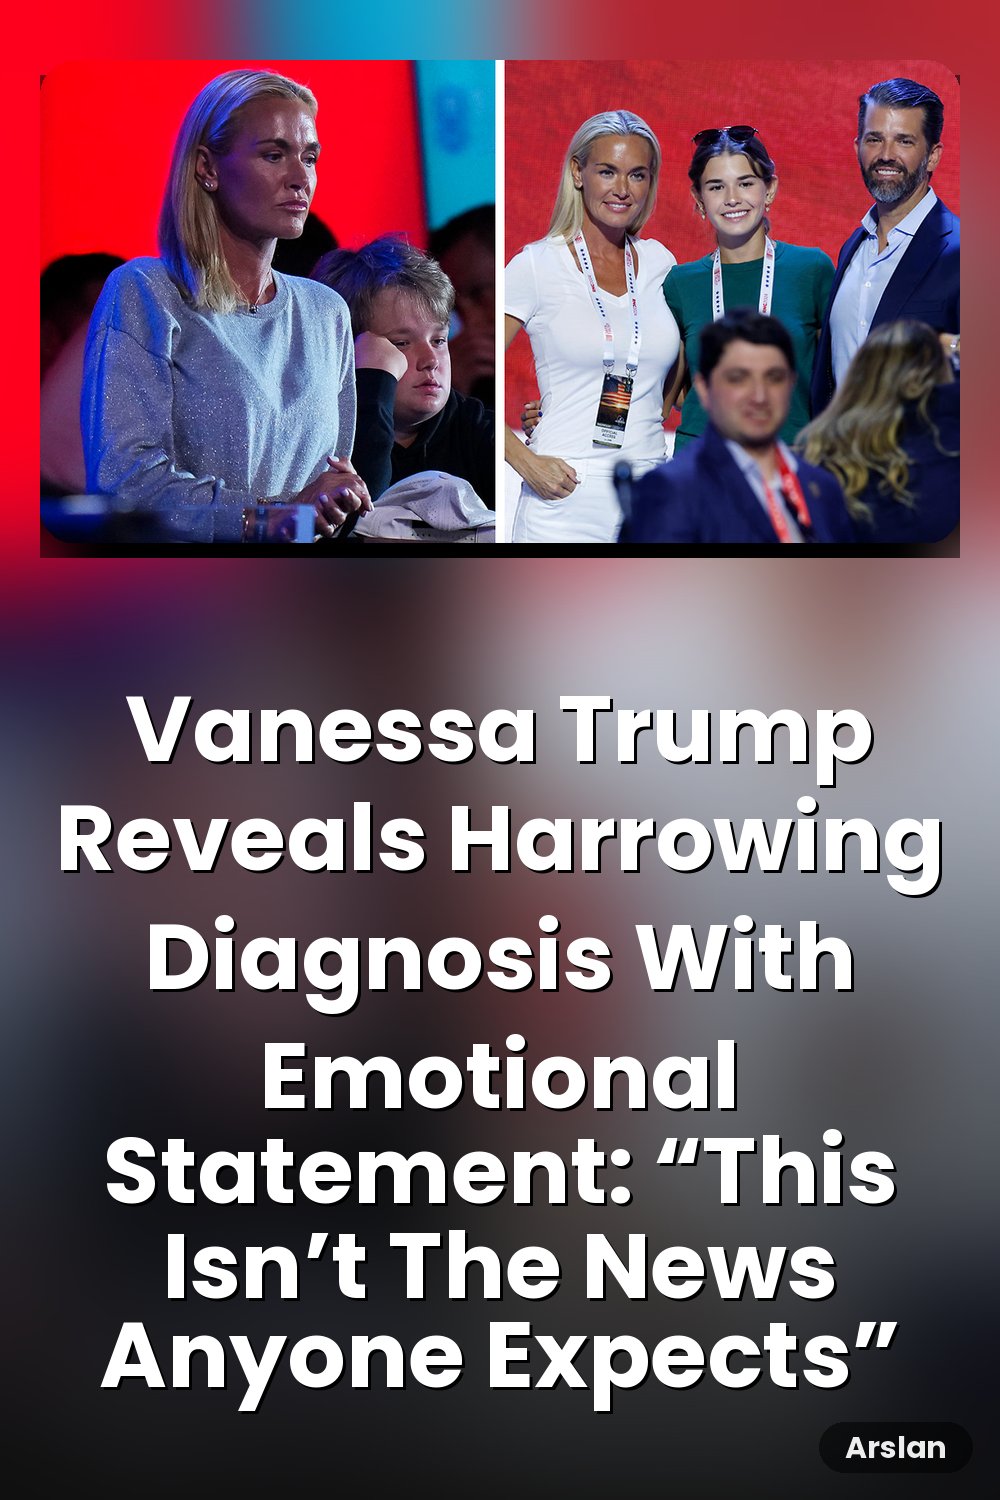 Vanessa Trump
Reveals Harrowing
Diagnosis With
Emotional
Statement: “This
Isn’t The News
Anyone Expects”
Arslan